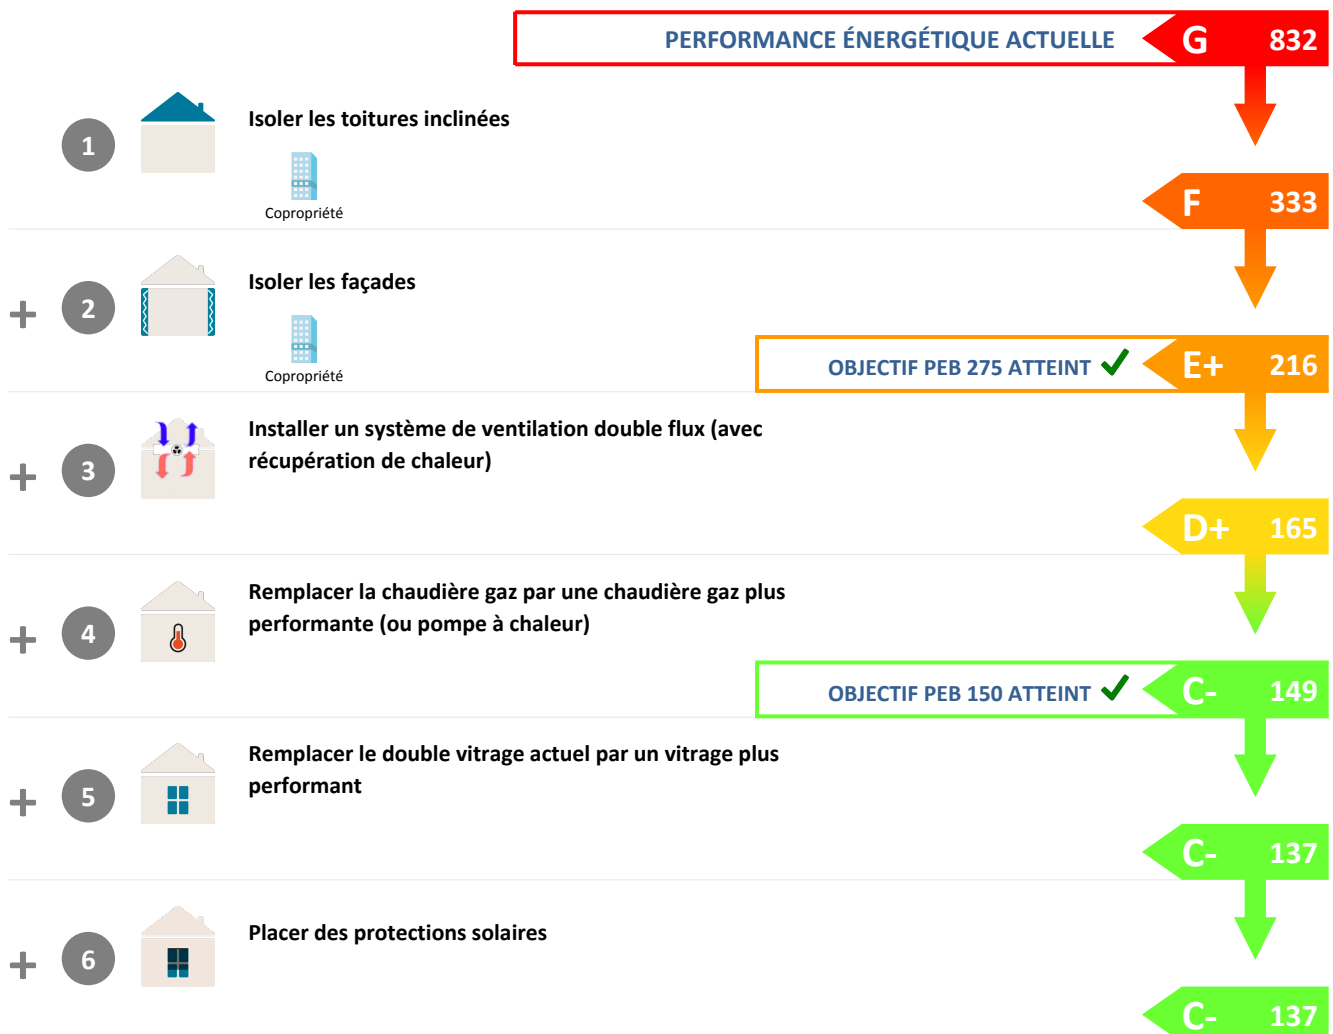 PERFORMANCE ÉNERGÉTIQUE ACTUELLE G 832
1 Isoler les toitures inclinées
Copropriété
F 333
+ 2 Isoler les façades
Copropriété
OBJECTIF PEB 275 ATTEINT ✓ E+ 216
+ 3 Installer un système de ventilation double flux (avec
récupération de chaleur)
D+ 165
+ 4 Remplacer la chaudière gaz par une chaudière gaz plus
performante (ou pompe à chaleur)
OBJECTIF PEB 150 ATTEINT ✓ C- 149
+ 5 Remplacer le double vitrage actuel par un vitrage plus
performant
C- 137
+ 6 Placer des protections solaires
C- 137